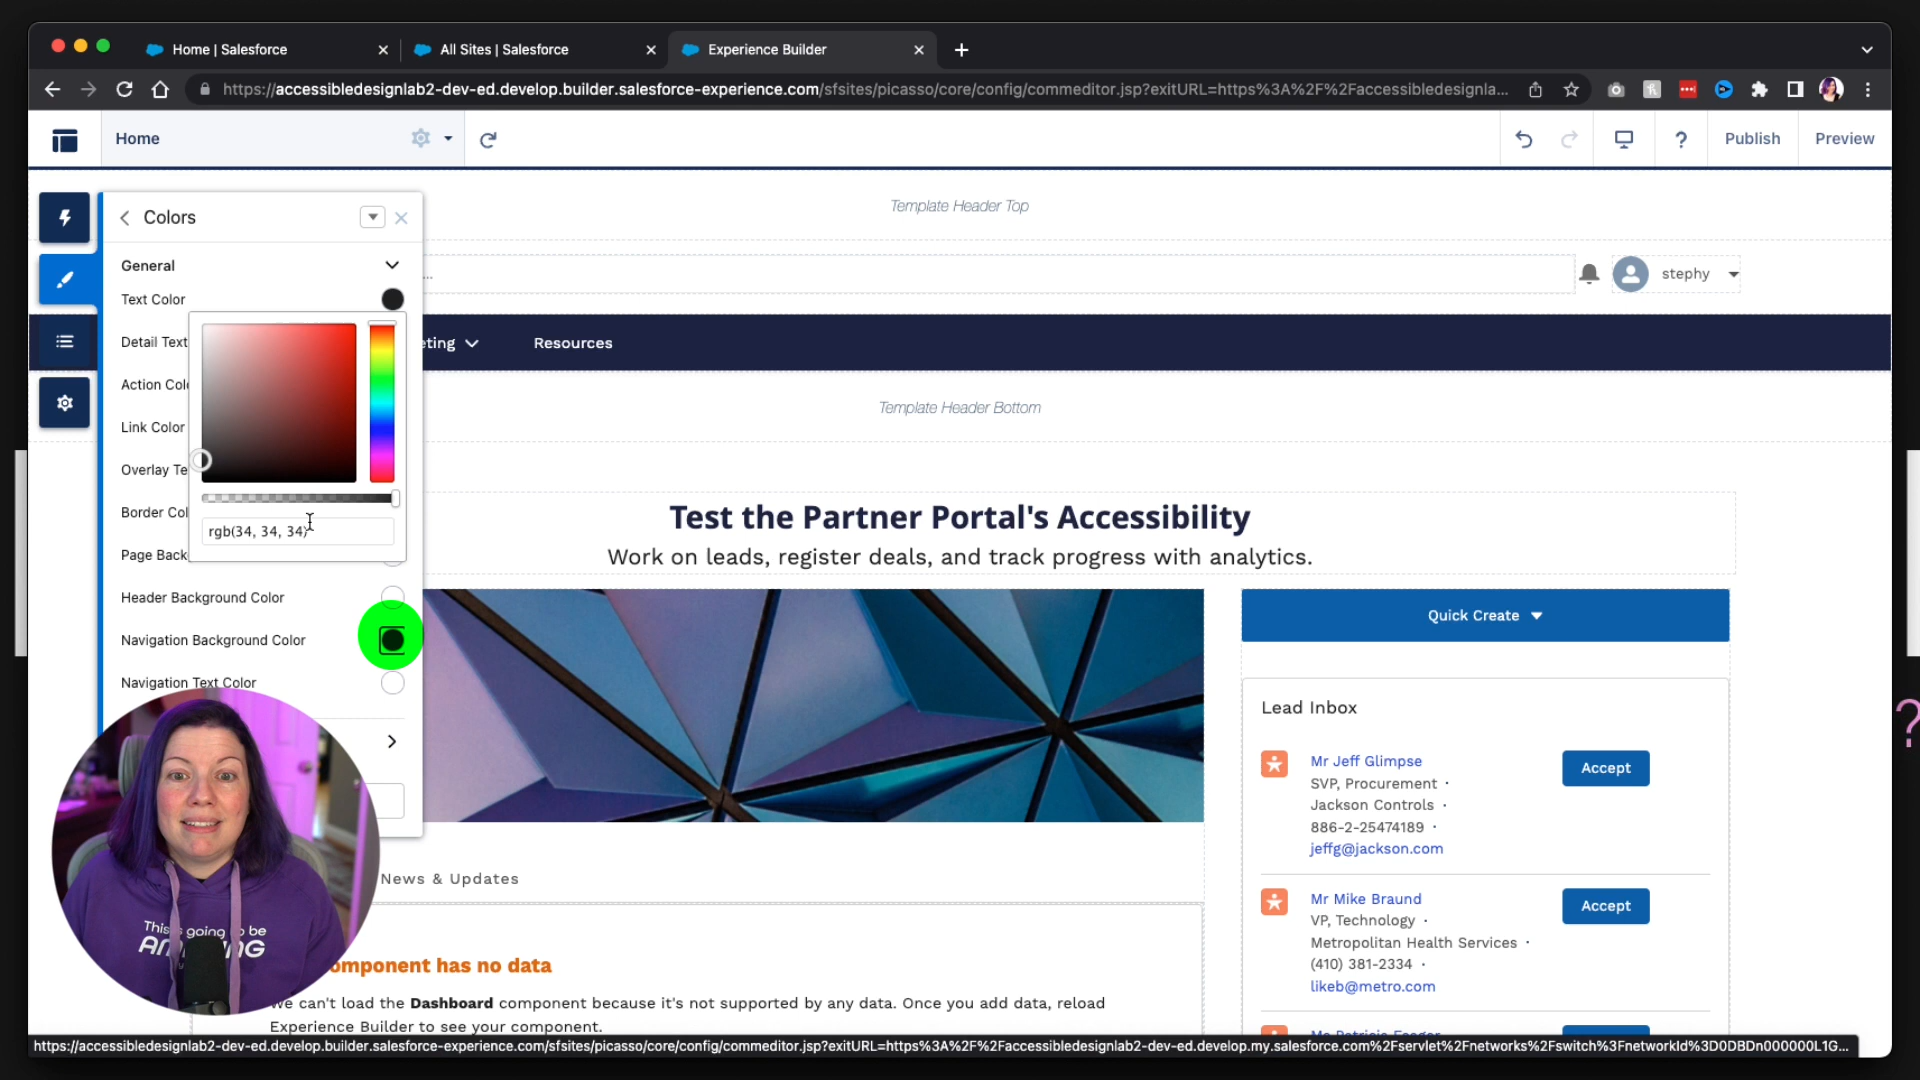 Home | Salesforce
All Sites | Salesforce
Experience Builder
https://accessibledesignlab2-dev-ed.develop.builder.salesforce-experience.com/sfsites/picasso/core/config/commeditor.jsp?exitURL=https%3A%2F%2Faccessibledesignla...
Home
?
Publish
Preview
Colors
Template Header Top
General
...
stephy
Text Color
Detail Text
eting
Resources
Action Colo
Template Header Bottom
Link Color
Overlay Te
Border Col
rgb(34, 34, 34)
Page Back
Test the Partner Portal's Accessibility
Work on leads, register deals, and track progress with analytics.
Header Background Color
Quick Create
Navigation Background Color
Navigation Text Color
Lead Inbox
?
Mr Jeff Glimpse
SVP, Procurement ·
Jackson Controls ·
886-2-25474189 ·
jeffg@jackson.com
Accept
News & Updates
Mr Mike Braund
VP, Technology ·
Metropolitan Health Services ·
(410) 381-2334 ·
likeb@metro.com
Accept
This is going to be
omponent has no data
We can't load the Dashboard component because it's not supported by any data. Once you add data, reload
Experience Builder to see your component.
https://accessibledesignlab2-dev-ed.develop.builder.salesforce-experience.com/sfsites/picasso/core/config/commeditor.jsp?exitURL=https%3A%2F%2Faccessibledesignlab2-dev-ed.develop.my.salesforce.com%2Fservlet%2Fnetworks%2Fswitch%3FnetworkId%3D0DBDn000000L1G...